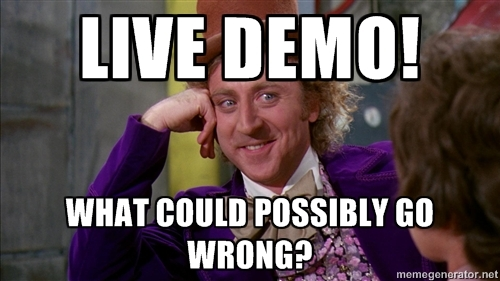 LIVE DEMO!
WHAT COULD POSSIBLY GO
WRONG?
memegenerator.net